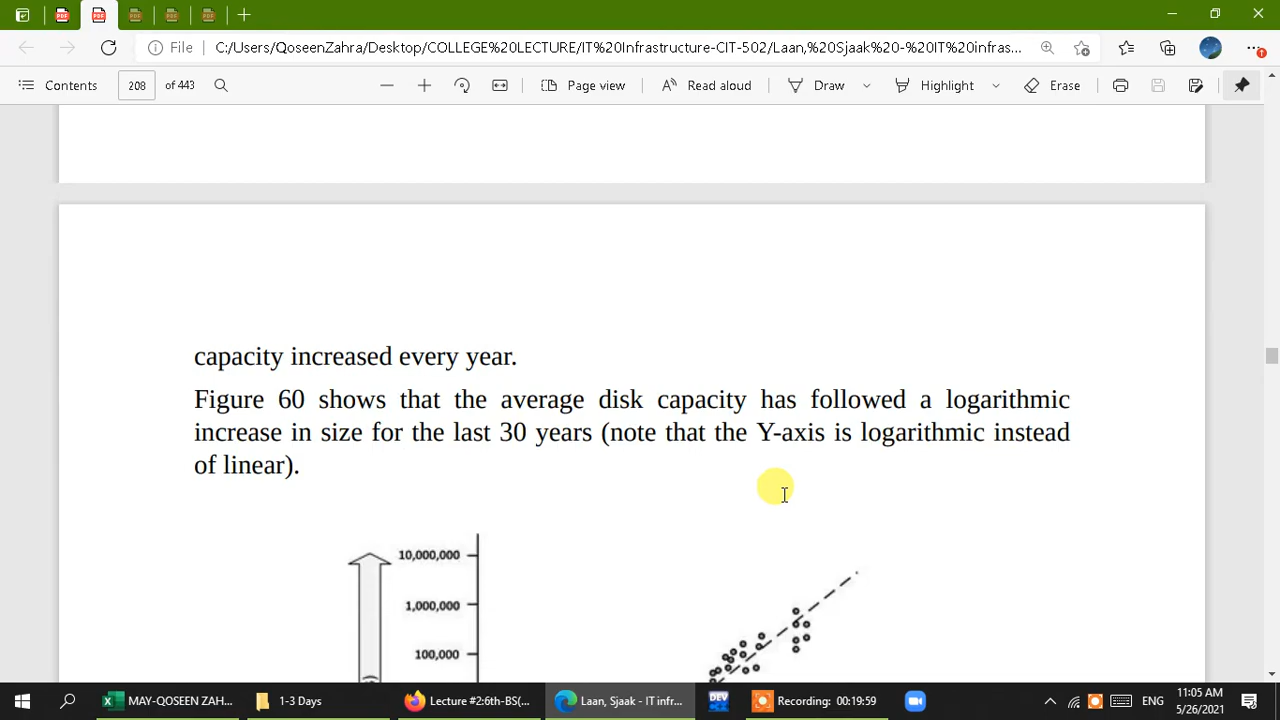 File
C:/Users/QoseenZahra/Desktop/COLLEGE%20LECTURE/IT%20Infrastructure-CIT-502/Laan,%20Sjaak%20-%20IT%20infras...
Contents
208
of 443
Page view
Read aloud
Draw
Highlight
Erase
capacity increased every year.
Figure 60 shows that the average disk capacity has followed a logarithmic
increase in size for the last 30 years (note that the Y-axis is logarithmic instead
of linear).
10,000,000
1,000,000
100,000
MAY-QOSEEN ZAH...
1-3 Days
Lecture #2:6th-BS(...
Laan, Sjaak - IT infr...
DEV
Recording: 00:19:59
ENG
11:05 AM
5/26/2021